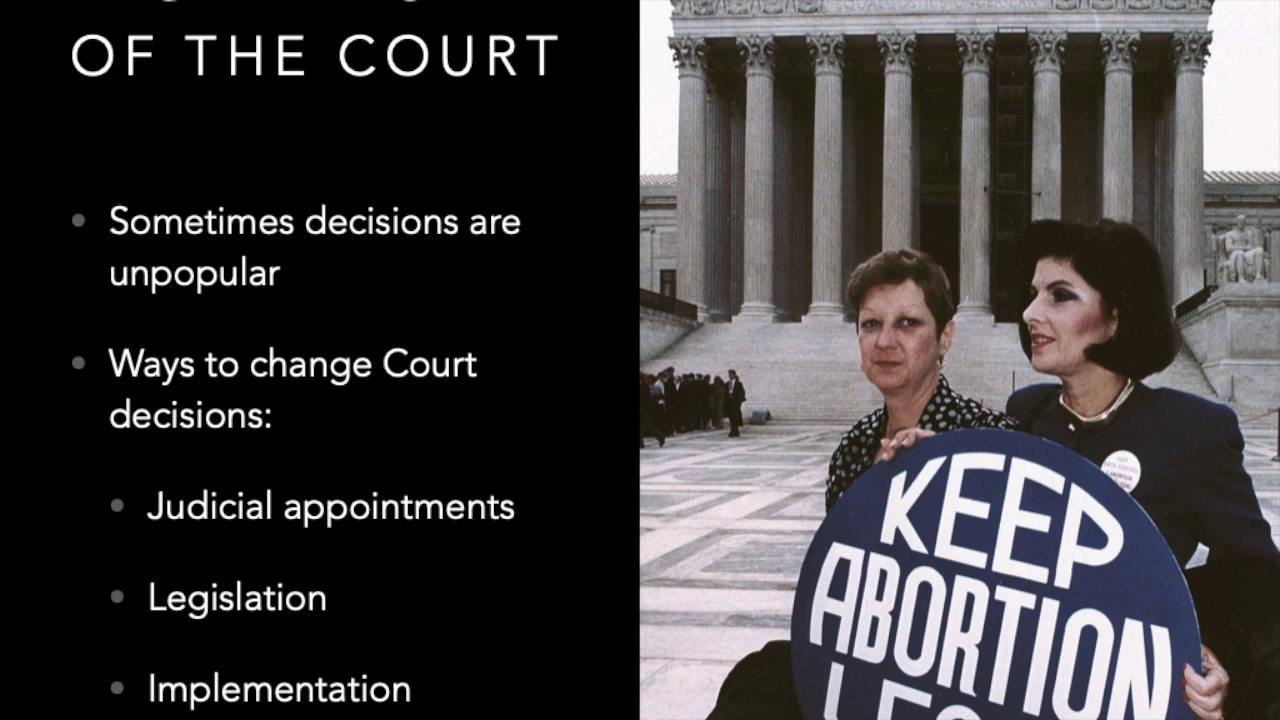 OF THE COURT
Sometimes decisions are
unpopular
Ways to change Court
decisions:
Judicial appointments
Legislation
Implementation
KEEP
ABORTION